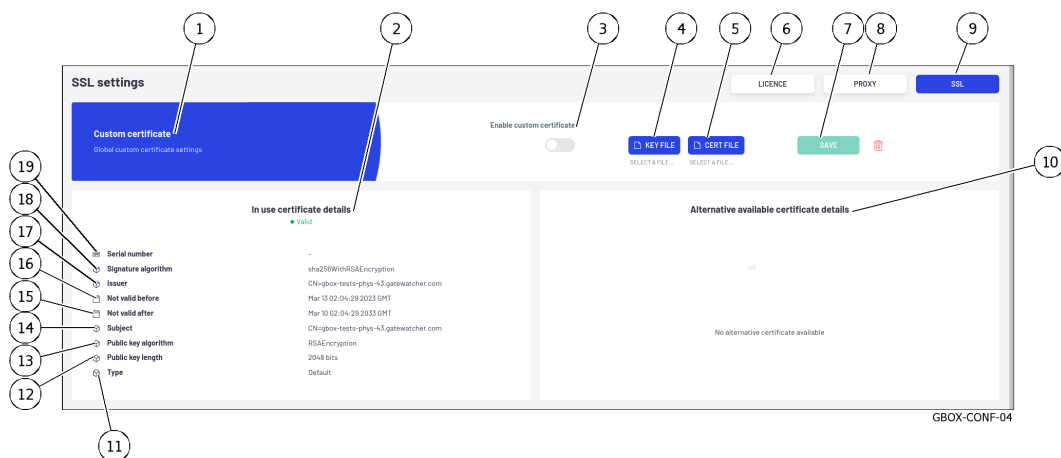 1 2 3 4 5 6 7 8 9
SSL settings
LICENCE PROXY SSL
Custom certificate
Global custom certificate settings
Enable custom certificate
KEY FILE CERT FILE SAVE
SELECT A FILE... SELECT A FILE...
10
In use certificate details
Valid
Alternative available certificate details
19 Serial number -
18 Signature algorithm sha256WithRSAEncryption
17 Issuer CN=gbox-tests-phys-43.gatewatcher.com
16 Not valid before Mar 13 02:04:29 2023 GMT
15 Not valid after Mar 10 02:04:29 2033 GMT
14 Subject CN=gbox-tests-phys-43.gatewatcher.com
13 Public key algorithm RSAEncryption
12 Public key length 2048 bits
Type Default
No alternative certificate available
11
GBOX-CONF-04